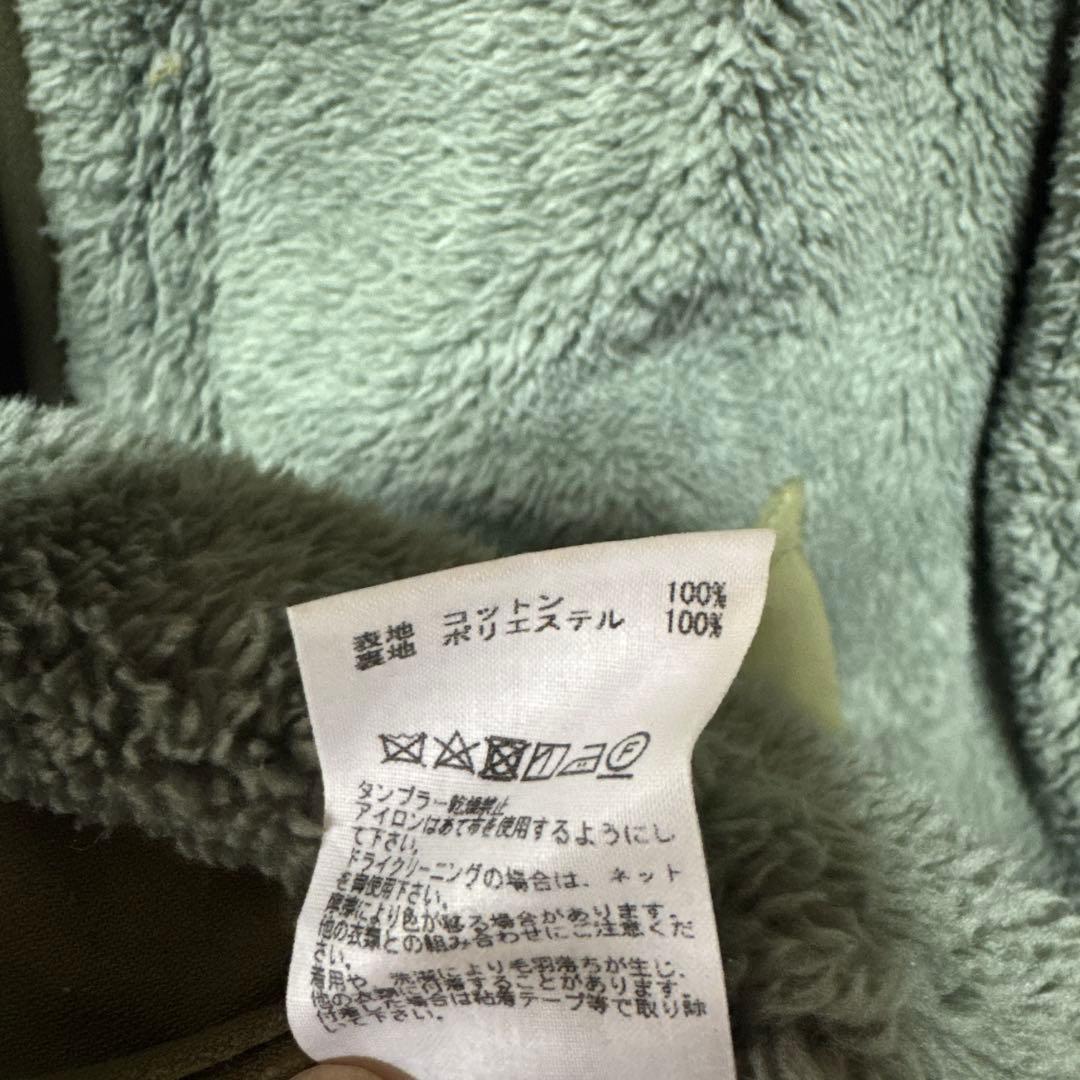 表地 コットン 100%
裏地 ポリエステル 100%
F
タンブラー乾燥禁止
アイロンはあて布を使用するようにし
て下さい。
ドライクリーニングの場合は、ネット
を御使用下さい。
摩擦により色が移る場合があります。
他の衣類との組み合わせにご注意くだ
さい。
着用や、洗濯により毛羽落ちが生じ、
他の衣類に付着することがあります。
付着した場合は粘着テープ等で取り除
いて下さい。